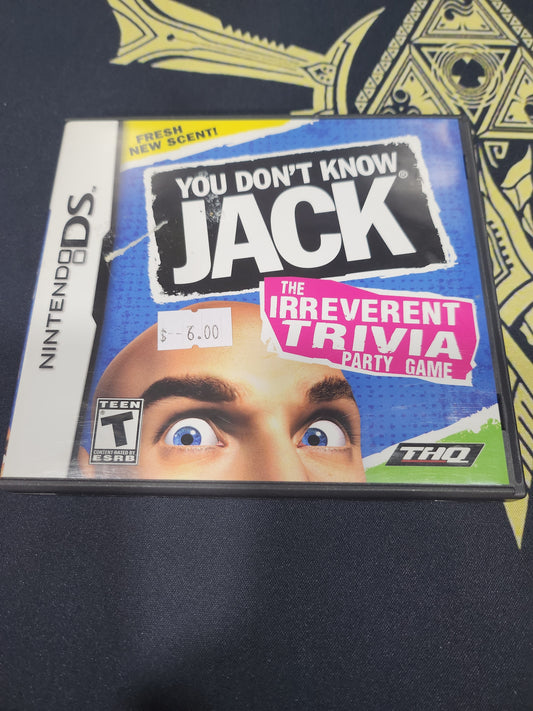 FRESH
NEW SCENT!
NINTENDO DS™
YOU DON'T KNOW
JACK®
THE
IRREVERENT
TRIVIA
PARTY GAME
$--6.00
TEEN
T
CONTENT RATED BY
ESRB
THQ